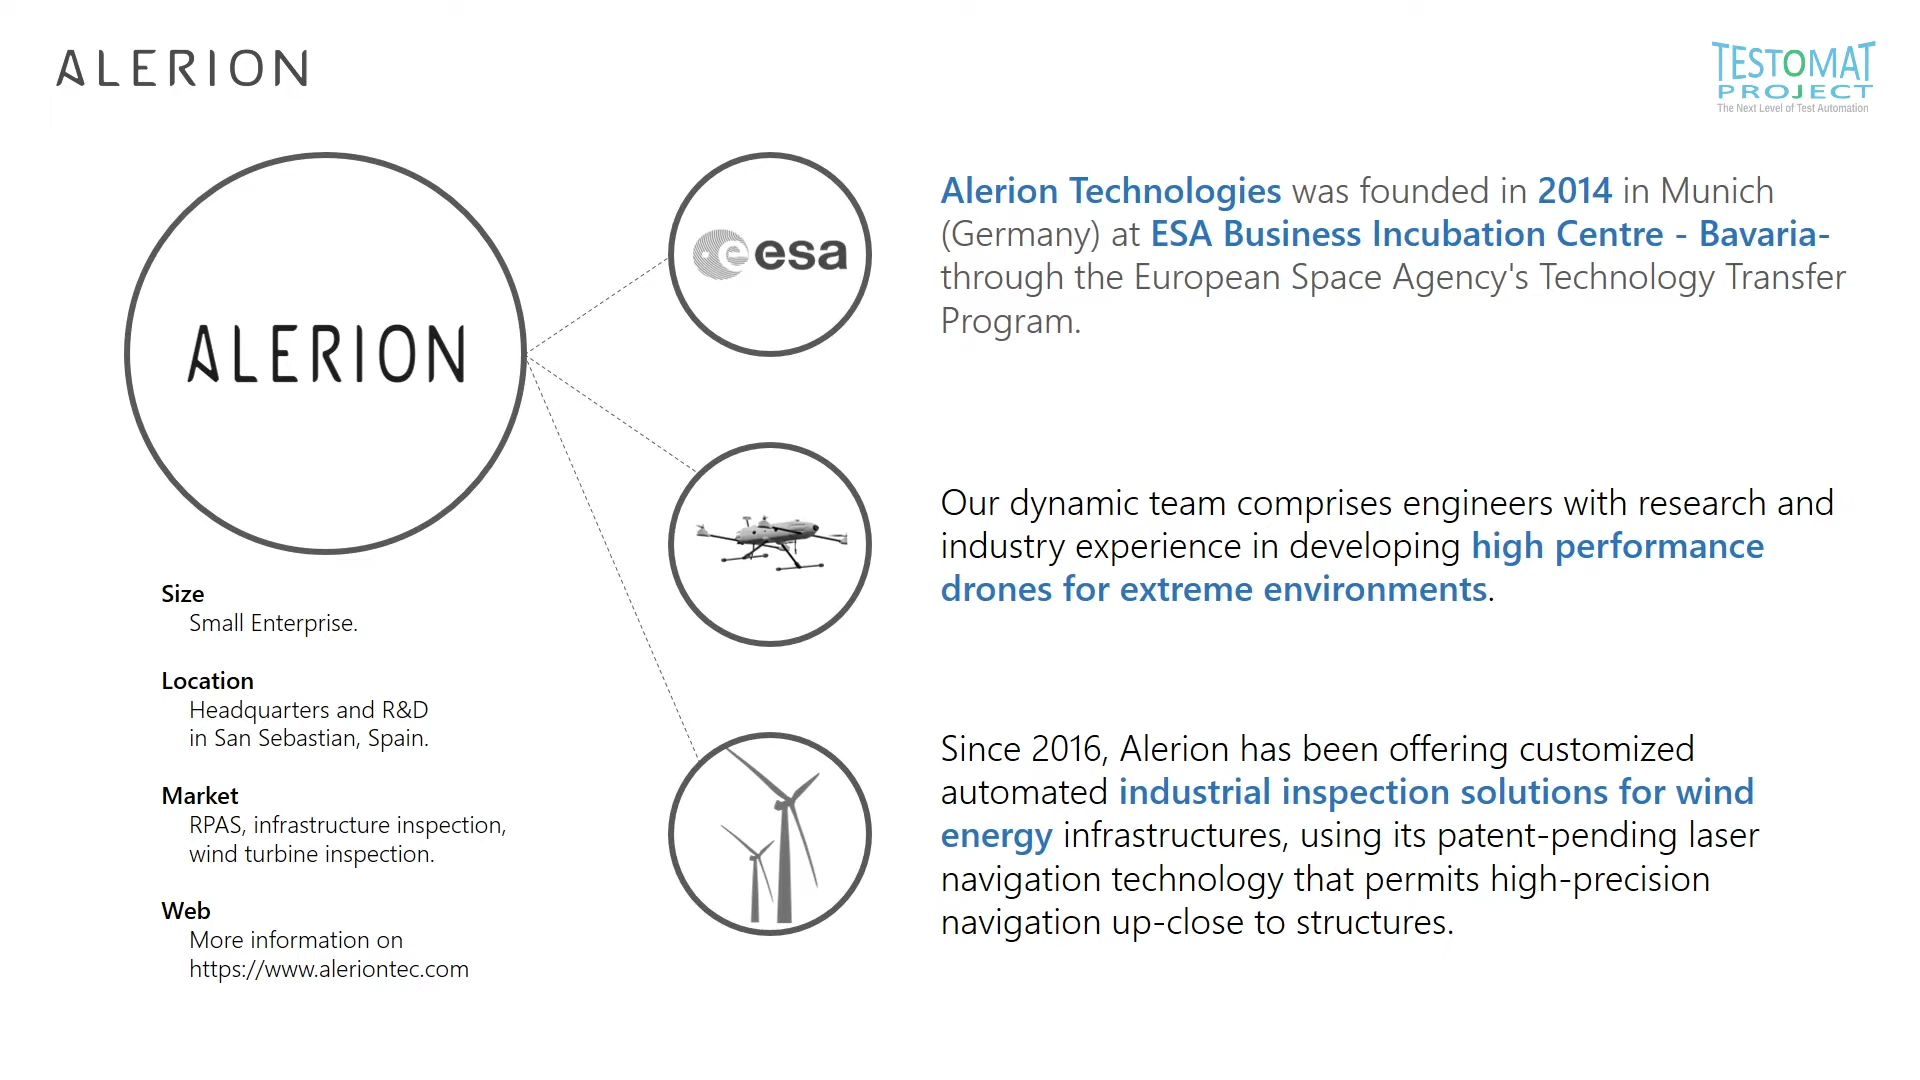 ALERION
TESTOMAT
PROJECT
The Next Level of Test Automation
ALERION
esa
Alerion Technologies was founded in 2014 in Munich
(Germany) at ESA Business Incubation Centre - Bavaria-
through the European Space Agency's Technology Transfer
Program.
Our dynamic team comprises engineers with research and
industry experience in developing high performance
drones for extreme environments.
Since 2016, Alerion has been offering customized
automated industrial inspection solutions for wind
energy infrastructures, using its patent-pending laser
navigation technology that permits high-precision
navigation up-close to structures.
Size
Small Enterprise.
Location
Headquarters and R&D
in San Sebastian, Spain.
Market
RPAS, infrastructure inspection,
wind turbine inspection.
Web
More information on
https://www.aleriontec.com